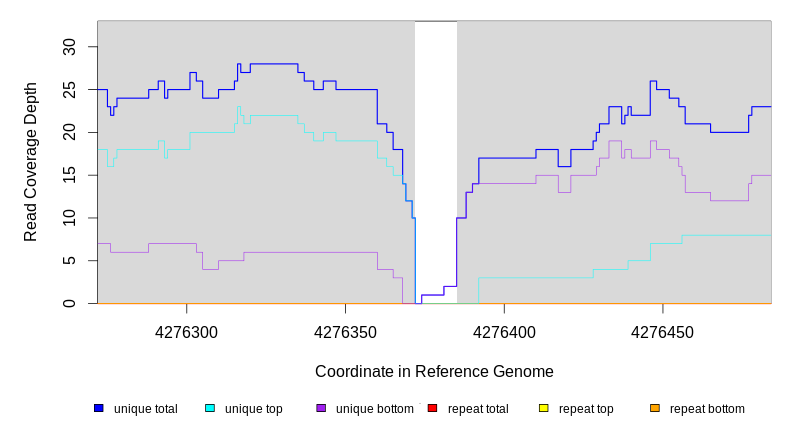 30
25
20
15
10
5
0
Read Coverage Depth
4276300 4276350 4276400 4276450
Coordinate in Reference Genome
unique total unique top unique bottom repeat total repeat top repeat bottom